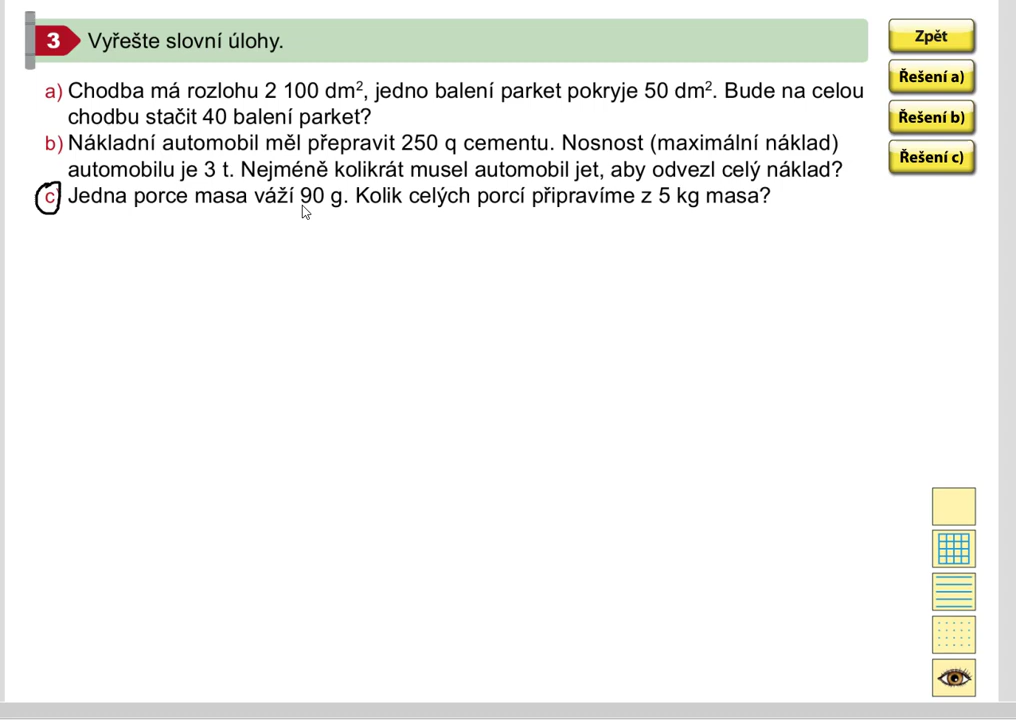 3 Vyřešte slovní úlohy.
Zpět
Řešení a)
Řešení b)
Řešení c)
a) Chodba má rozlohu 2 100 dm², jedno balení parket pokryje 50 dm². Bude na celou
chodbu stačit 40 balení parket?
b) Nákladní automobil měl přepravit 250 q cementu. Nosnost (maximální náklad)
automobilu je 3 t. Nejméně kolikrát musel automobil jet, aby odvezl celý náklad?
c) Jedna porce masa váží 90 g. Kolik celých porcí připravíme z 5 kg masa?